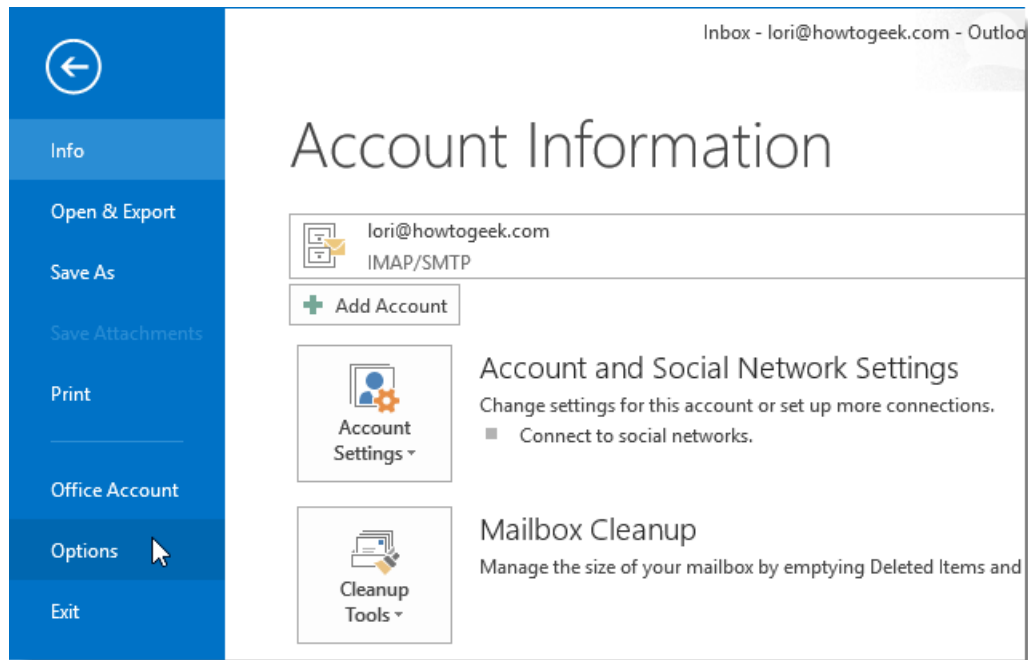 Inbox - lori@howtogeek.com - Outloo
Info
Open & Export
Save As
Save Attachments
Print
Office Account
Options
Exit
Account Information
lori@howtogeek.com
IMAP/SMTP
Add Account
Account
Settings
Account and Social Network Settings
Change settings for this account or set up more connections.
Connect to social networks.
Cleanup
Tools
Mailbox Cleanup
Manage the size of your mailbox by emptying Deleted Items and